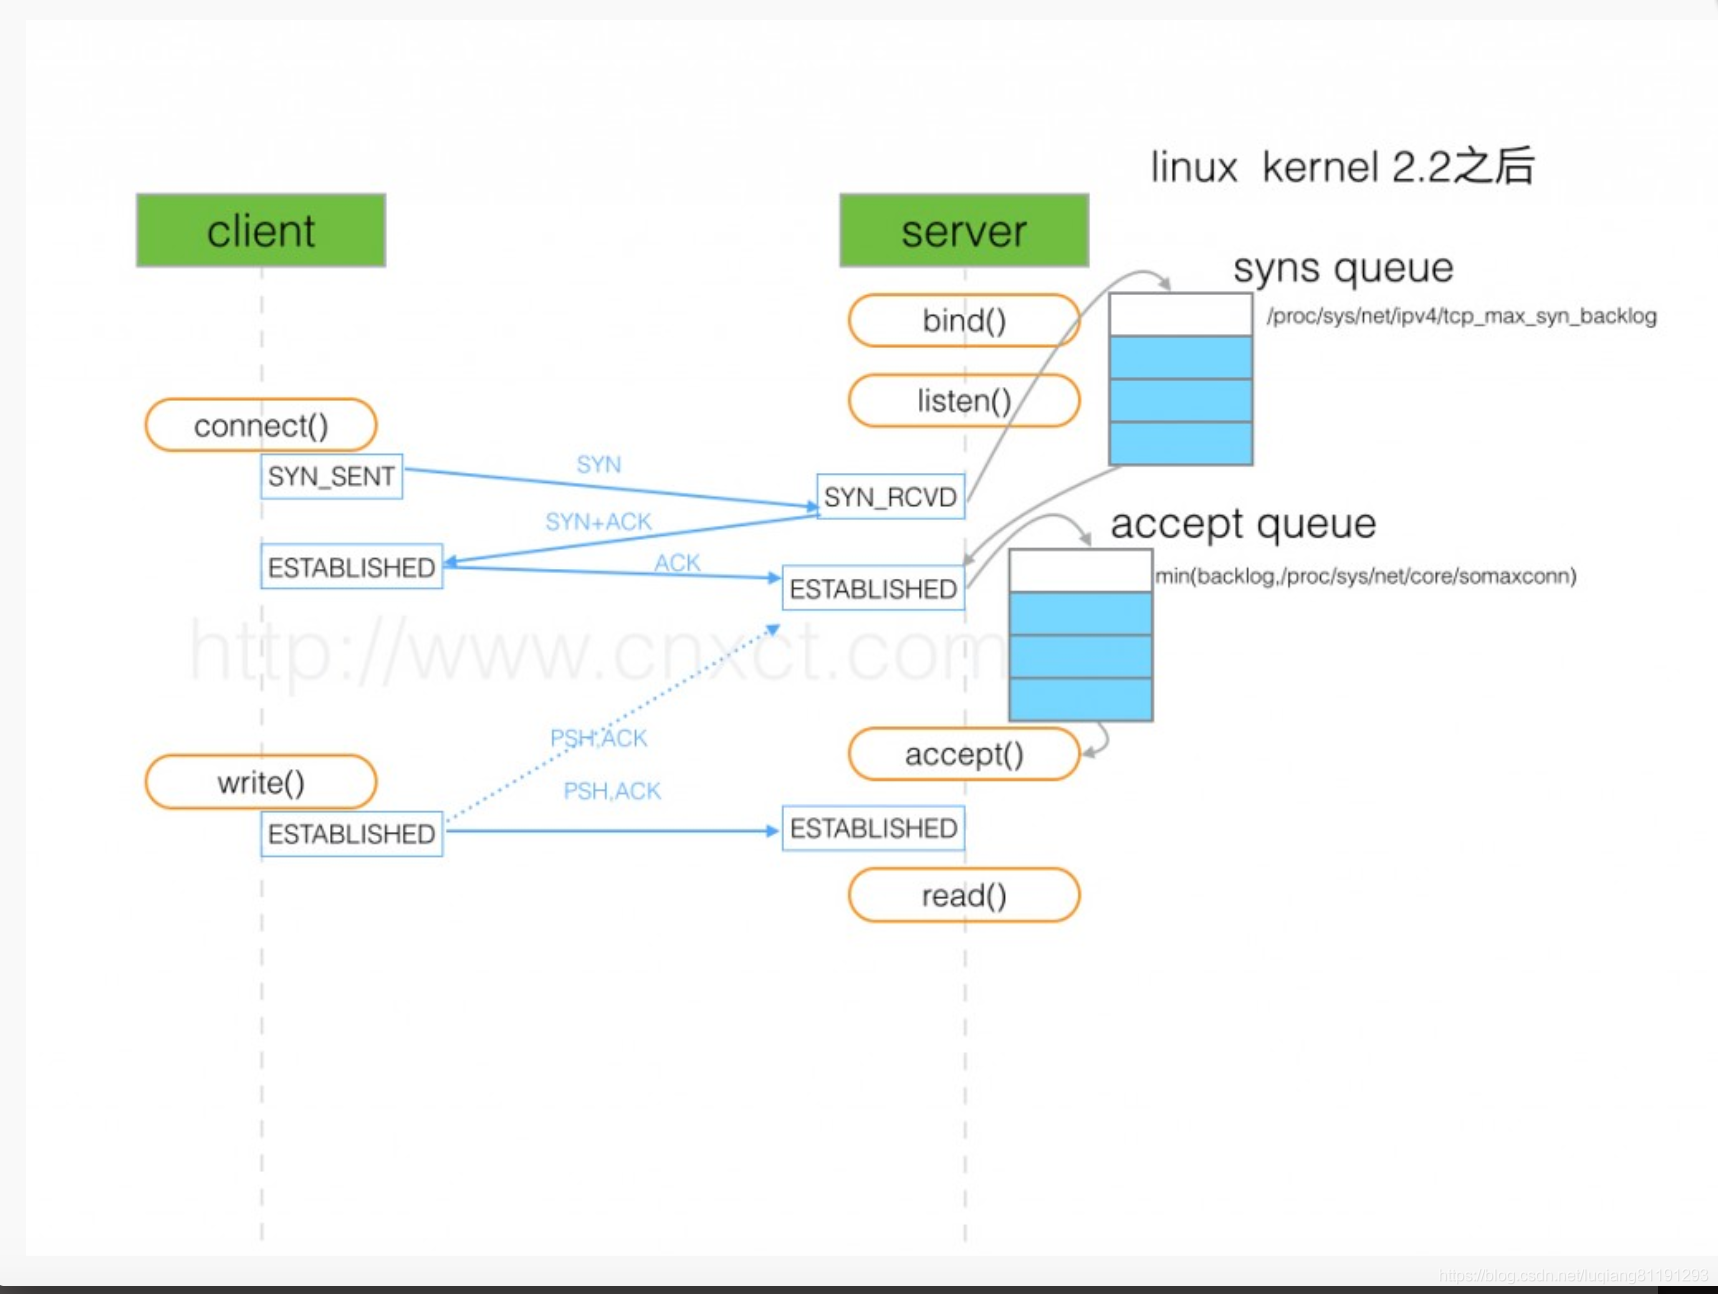 linux kernel 2.2之后
client
server
syns queue
/proc/sys/net/ipv4/tcp_max_syn_backlog
bind()
listen()
connect()
SYN_SENT
SYN
SYN_RCVD
SYN+ACK
accept queue
ESTABLISHED
ACK
ESTABLISHED
min(backlog,/proc/sys/net/core/somaxconn)
http://www.cnxct.com
PSH,ACK
accept()
write()
PSH,ACK
ESTABLISHED
ESTABLISHED
read()
https://blog.csdn.net/luqiang81191293